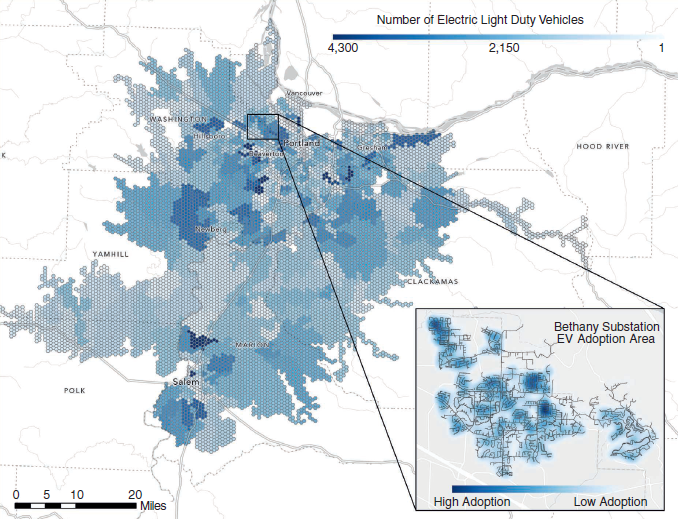 Number of Electric Light Duty Vehicles
4,300 2,150 1
Vancouver
WASHINGTON
Hillsboro
Portland
Beaverton
Gresham
HOOD RIVER
K
Newberg
YAMHILL
CLACKAMAS
MARION
POLK
Salem
Bethany Substation
EV Adoption Area
High Adoption Low Adoption
0 5 10 20
Miles